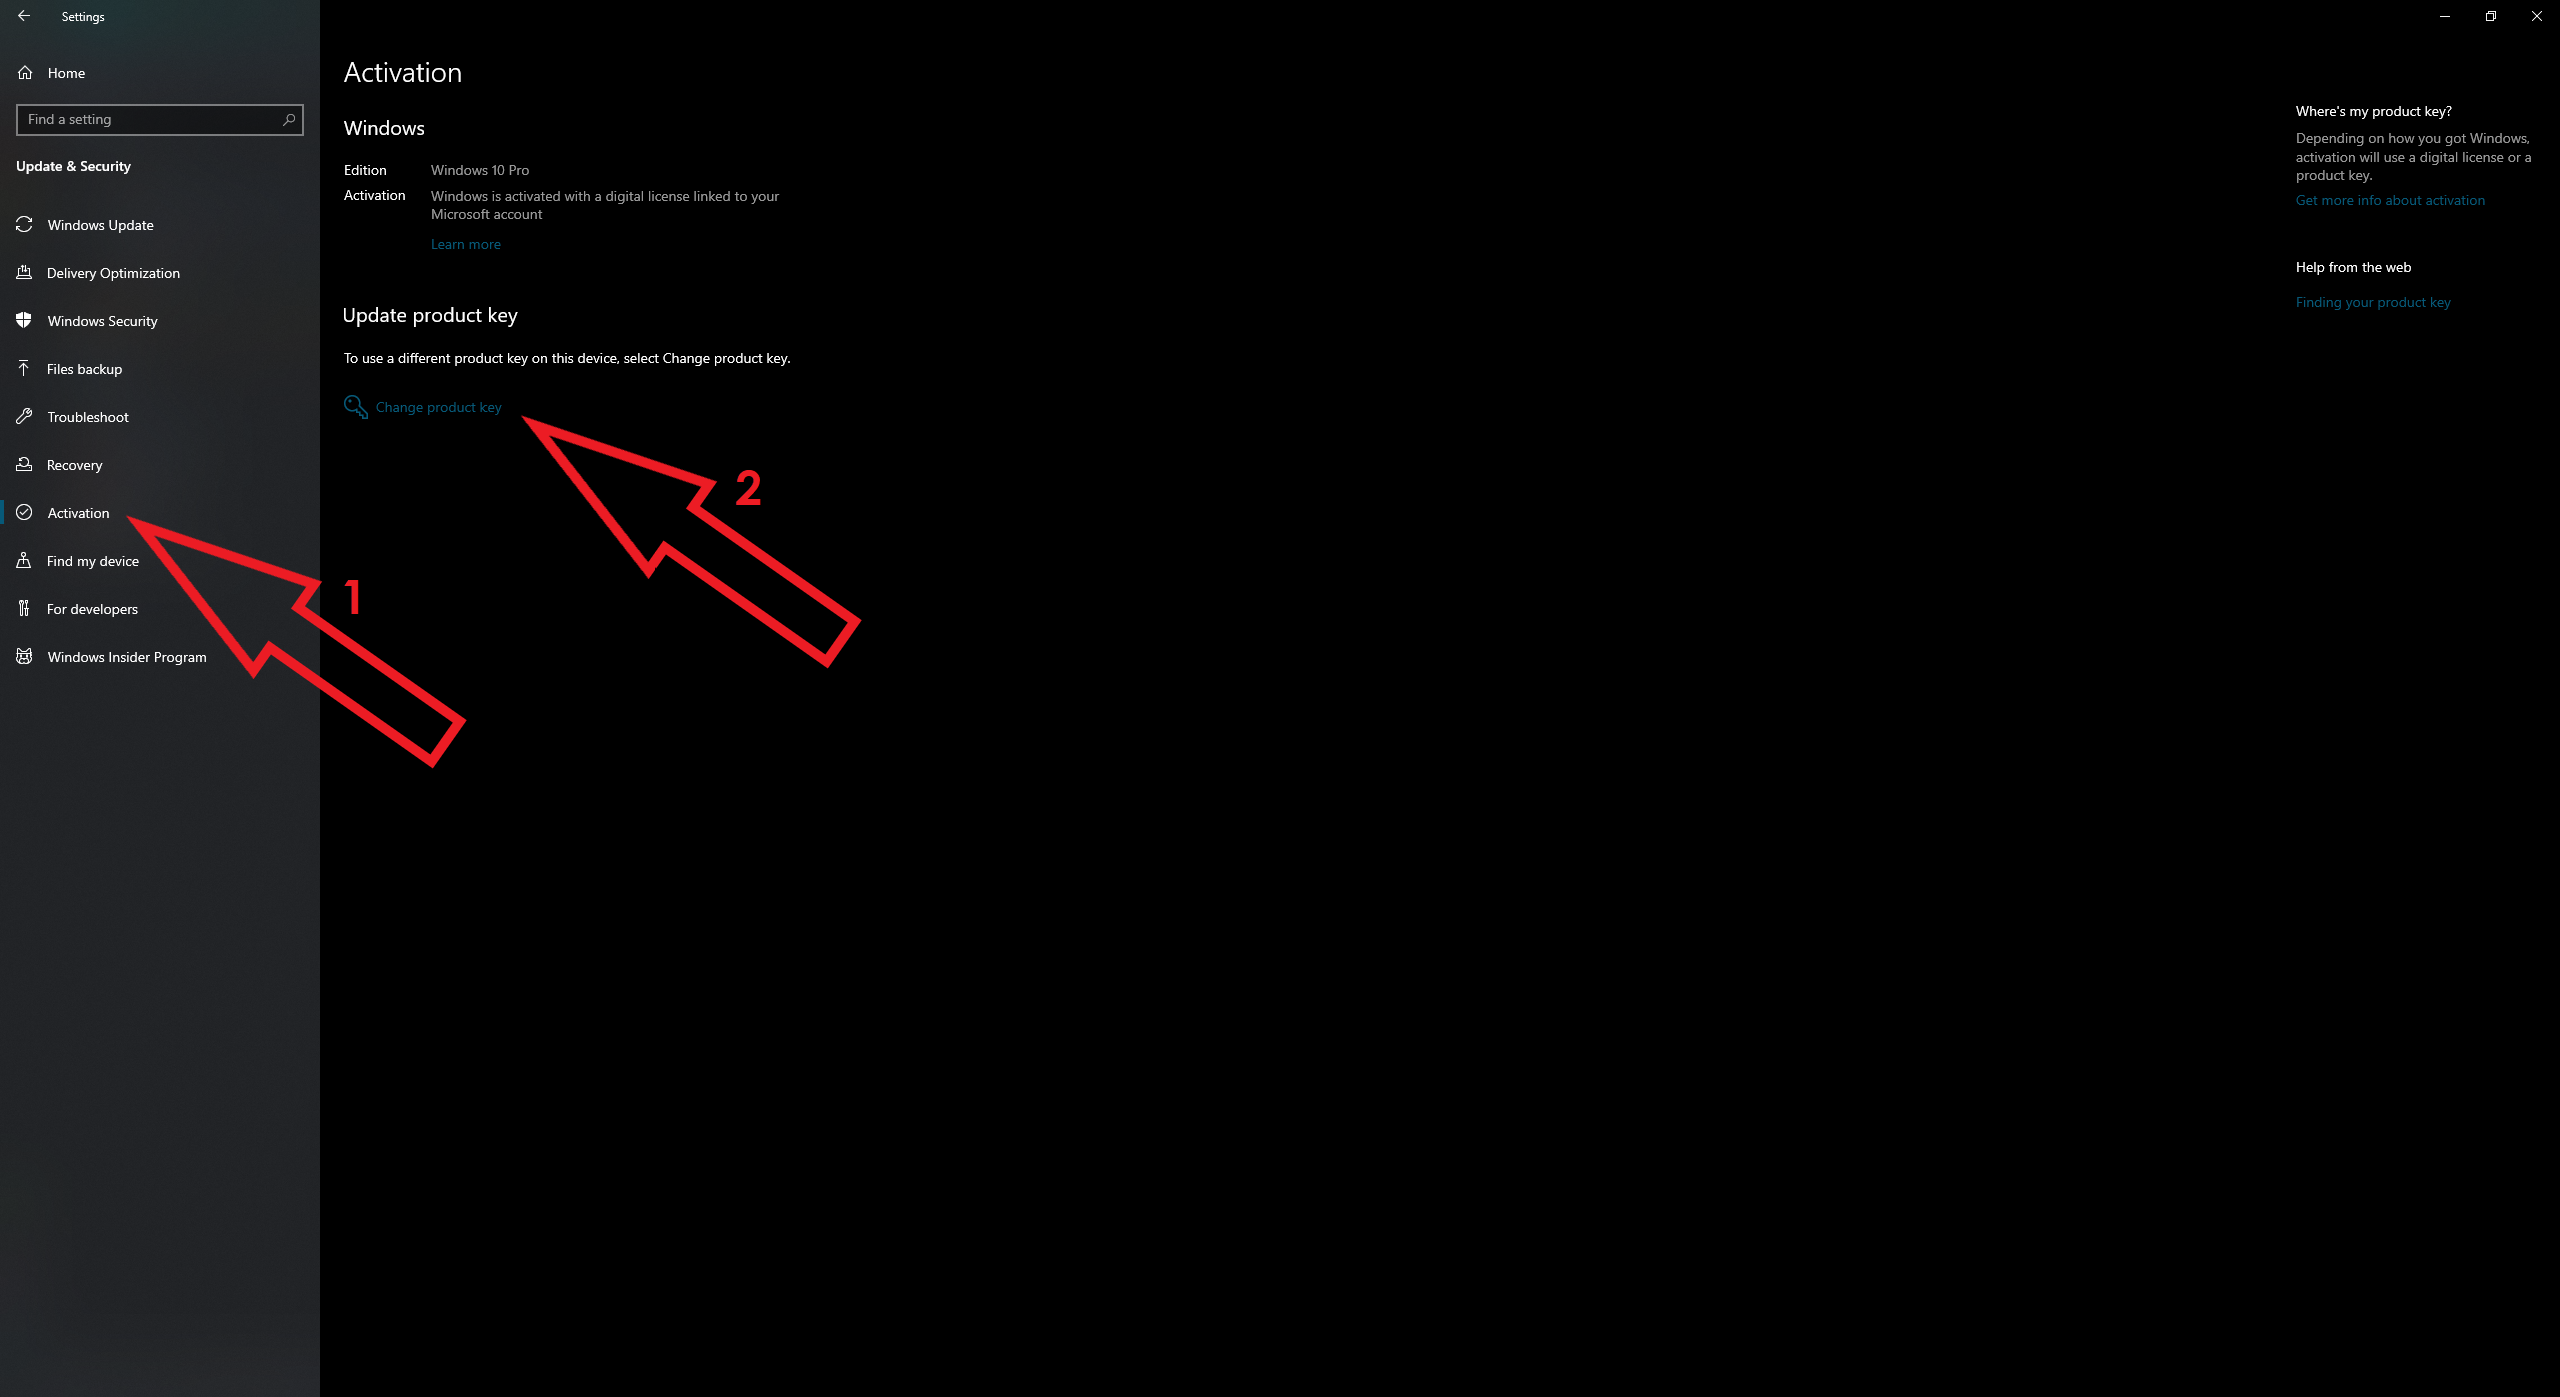 Settings
Home
Find a setting
Update & Security
Windows Update
Delivery Optimization
Windows Security
Files backup
Troubleshoot
Recovery
Activation
Find my device
For developers
Windows Insider Program
1
Activation
Windows
Edition Windows 10 Pro
Activation Windows is activated with a digital license linked to your
Microsoft account
Learn more
Update product key
To use a different product key on this device, select Change product key.
Change product key
2
Where's my product key?
Depending on how you got Windows,
activation will use a digital license or a
product key.
Get more info about activation
Help from the web
Finding your product key